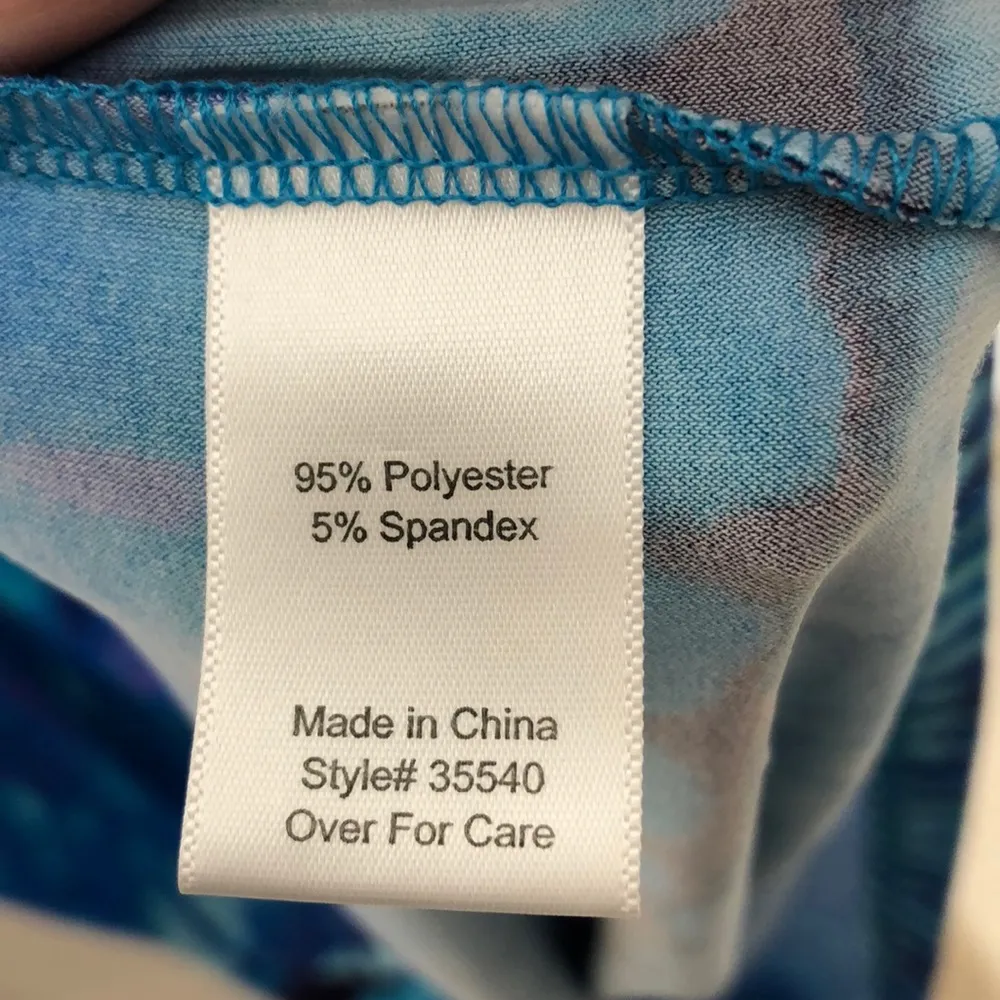 95% Polyester
5% Spandex
Made in China
Style# 35540
Over For Care